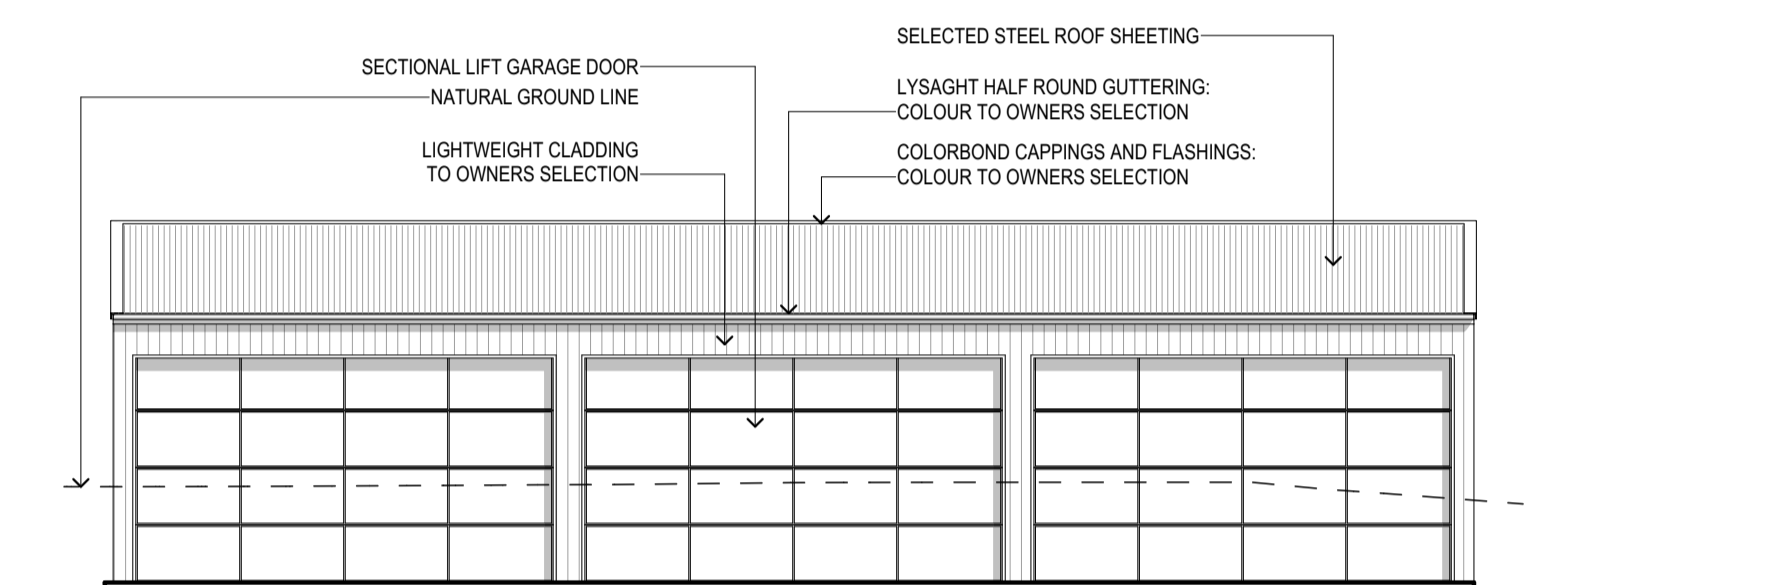 SELECTED STEEL ROOF SHEETING
SECTIONAL LIFT GARAGE DOOR
NATURAL GROUND LINE
LYSAGHT HALF ROUND GUTTERING:
COLOUR TO OWNERS SELECTION
LIGHTWEIGHT CLADDING
TO OWNERS SELECTION
COLORBOND CAPPINGS AND FLASHINGS:
COLOUR TO OWNERS SELECTION